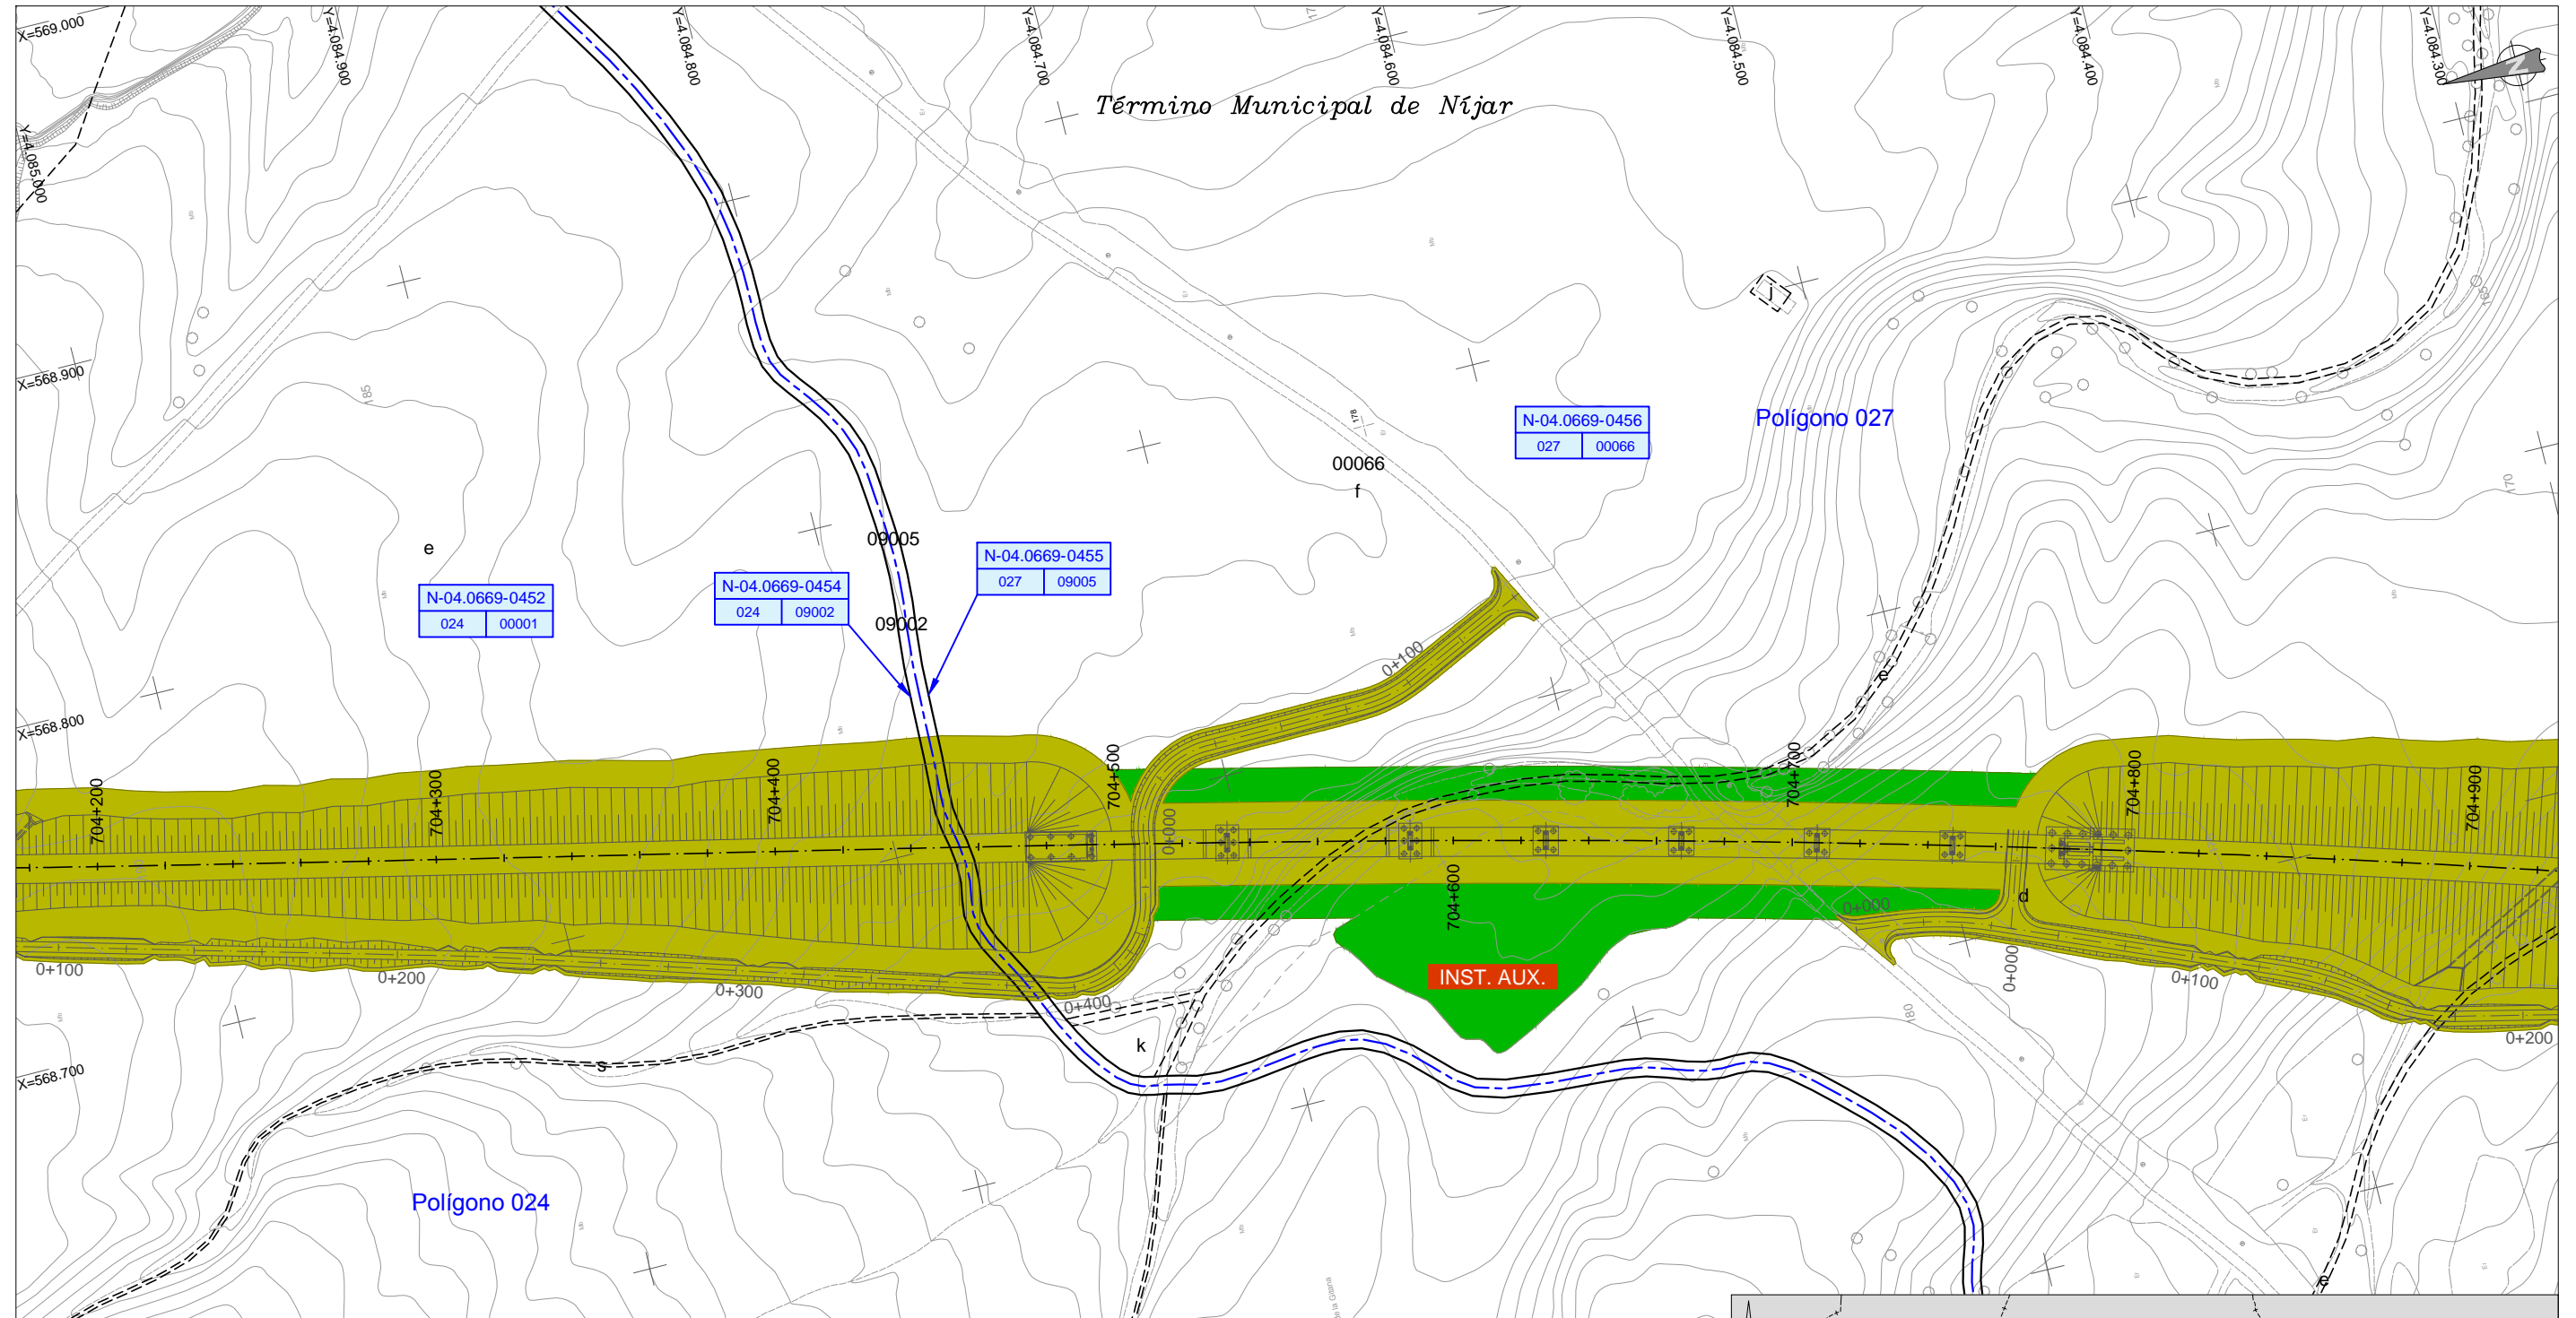 X=569.000
Y=4.084.900
Y=4.084.800
Y=4.084.700
Y=4.084.600
Y=4.084.500
Y=4.084.400
Y=4.084.300
N
Y=4.085.000
Término Municipal de Níjar
X=568.900
185
178
165
00066
f
N-04.0669-0456
027 00066
Polígono 027
170
e
09005
N-04.0669-0455
027 09005
N-04.0669-0452
024 00001
N-04.0669-0454
024 09002
09002
0+100
e
X=568.800
704+200
704+300
704+400
704+500
0+000
704+600
704+700
704+800
704+900
d
0+000
0+100
0+200
0+300
0+400
INST. AUX.
0+000
0+100
0+200
180
k
s
X=568.700
Polígono 024
e